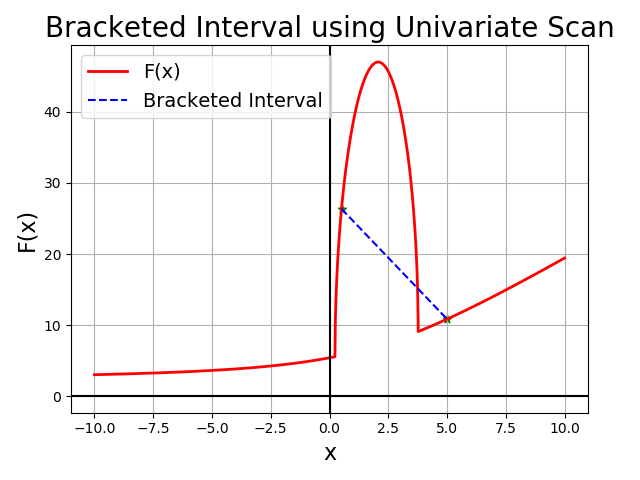 Bracketed Interval using Univariate Scan
F(x)
Bracketed Interval
40
30
20
10
0
F(x)
−10.0 −7.5 −5.0 −2.5 0.0 2.5 5.0 7.5 10.0
x